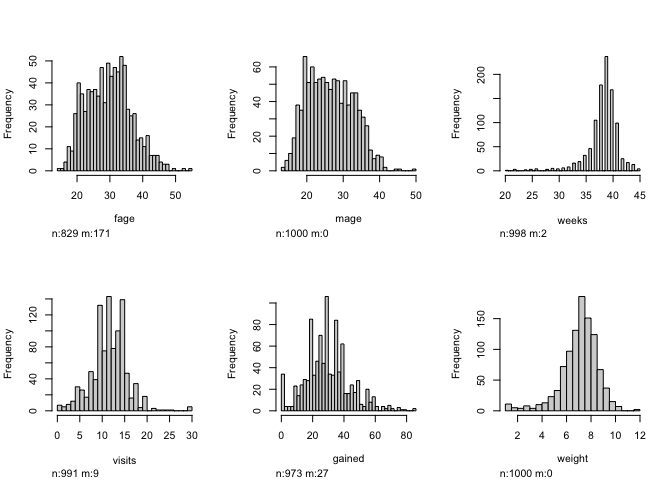 Frequency
0 10 20 30 40 50
20 30 40 50
fage
n:829 m:171
Frequency
0 20 40 60
20 30 40 50
mage
n:1000 m:0
Frequency
0 50 100 200
20 25 30 35 40 45
weeks
n:998 m:2
Frequency
0 40 80 120
0 5 10 15 20 25 30
visits
n:991 m:9
Frequency
0 20 40 60 80
0 20 40 60 80
gained
n:973 m:27
Frequency
0 50 100 150
2 4 6 8 10 12
weight
n:1000 m:0